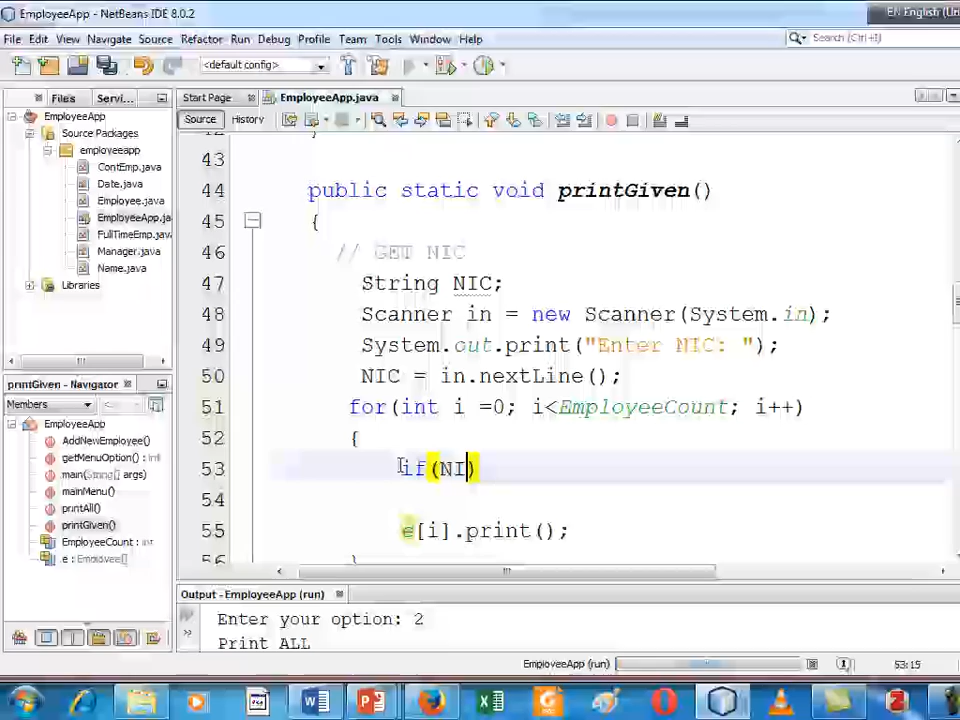 EmployeeApp - NetBeans IDE 8.0.2
EN English (Un
File Edit View Navigate Source Refactor Run Debug Profile Team Tools Window Help
<default config>
Search (Ctrl+I)
Files Servi...
Start Page EmployeeApp.java
Source History
EmployeeApp
Source Packages
employeeapp
ContEmp.java
Date.java
Employee.java
EmployeeApp.ja
FullTimeEmp.java
Manager.java
Name.java
Libraries
43
44 public static void printGiven()
45 {
46 // GET NIC
47 String NIC;
48 Scanner in = new Scanner(System.in);
49 System.out.print("Enter NIC: ");
50 NIC = in.nextLine();
51 for(int i =0; i<EmployeeCount; i++)
52 {
53 if(NI)
54
55 e[i].print();
56 }
printGiven - Navigator
Members
EmployeeApp
AddNewEmployee()
getMenuOption() : int
main(String[] args)
mainMenu()
printAll()
printGiven()
EmployeeCount : int
e : Employee[]
Output - EmployeeApp (run)
Enter your option: 2
Print ALL
EmployeeApp (run)
53:15